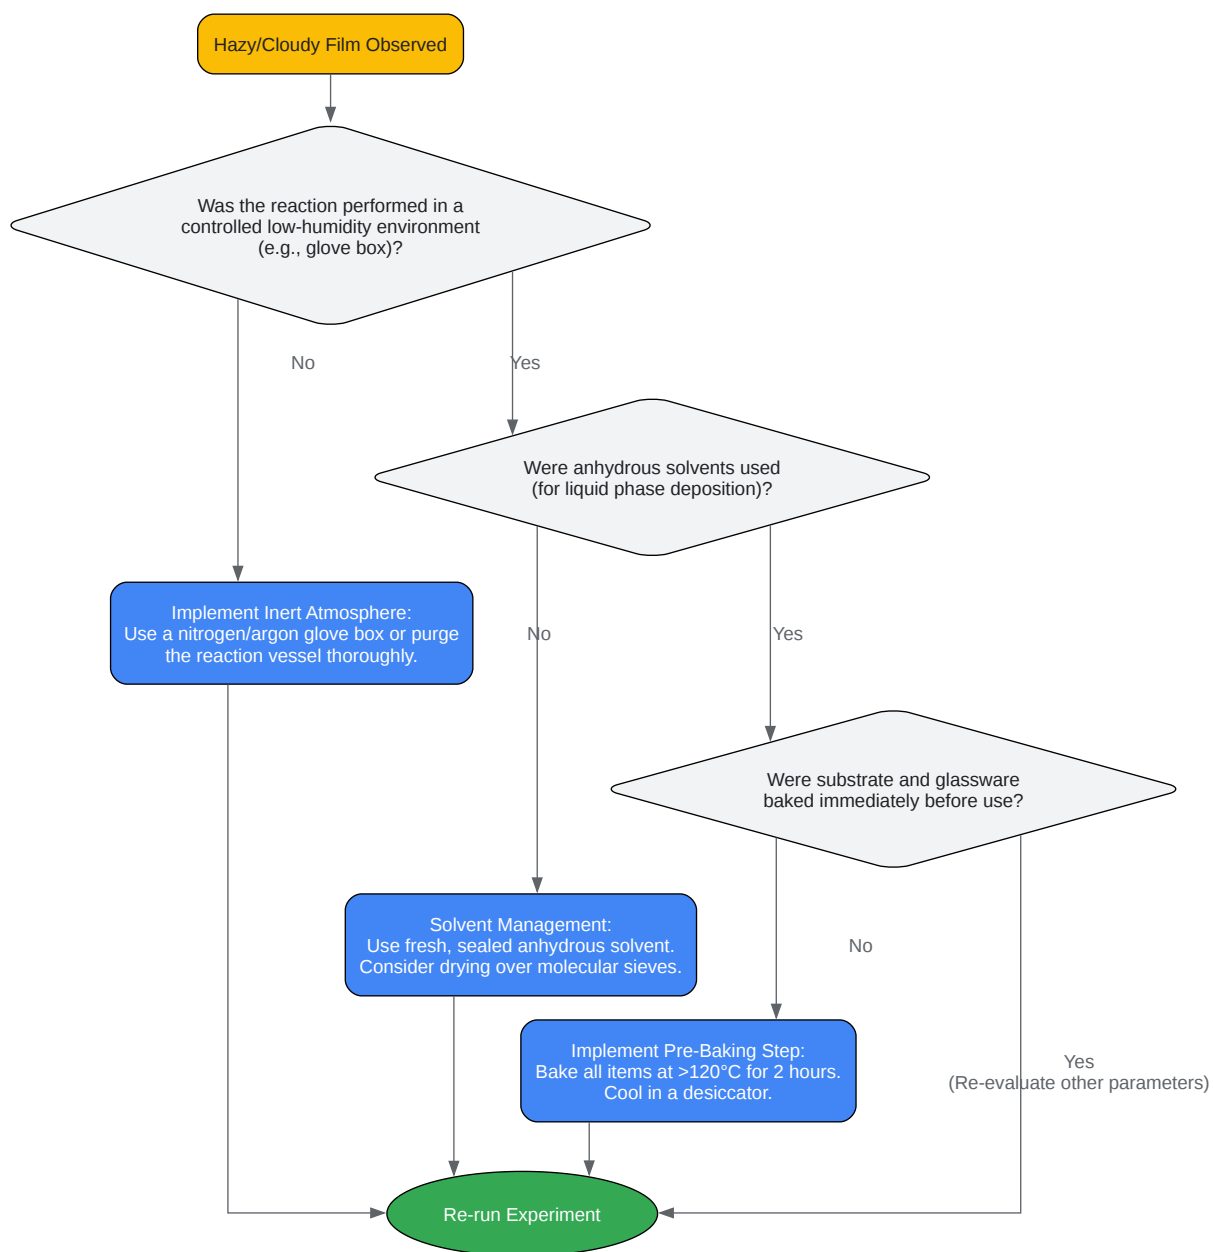 Hazy/Cloudy Film Observed
Was the reaction performed in a
controlled low-humidity environment
(e.g., glove box)?
No
Yes
Were anhydrous solvents used
(for liquid phase deposition)?
Implement Inert Atmosphere:
Use a nitrogen/argon glove box or purge
the reaction vessel thoroughly.
No
Yes
Were substrate and glassware
baked immediately before use?
Solvent Management:
Use fresh, sealed anhydrous solvent.
Consider drying over molecular sieves.
No
Implement Pre-Baking Step:
Bake all items at >120°C for 2 hours.
Cool in a desiccator.
Yes
(Re-evaluate other parameters)
Re-run Experiment